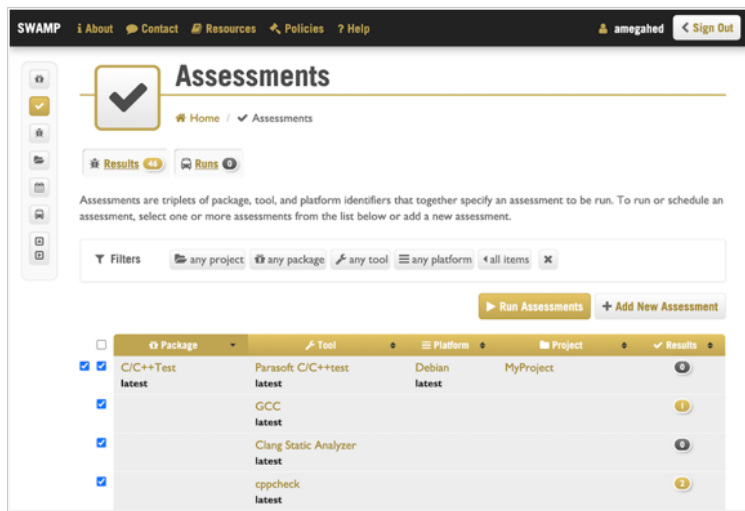 SWAMP About Contact Resources Policies ? Help amegahed Sign Out
Assessments
Home / Assessments
Results 46 Runs 0
Assessments are triplets of package, tool, and platform identifiers that together specify an assessment to be run. To run or schedule an
assessment, select one or more assessments from the list below or add a new assessment.
Filters any project any package any tool any platform all items
Run Assessments + Add New Assessment
Package Tool Platform Project Results
C/C++Test Parasoft C/C++test Debian MyProject 0
latest latest latest
GCC 1
latest
Clang Static Analyzer 0
latest
cppcheck 2
latest